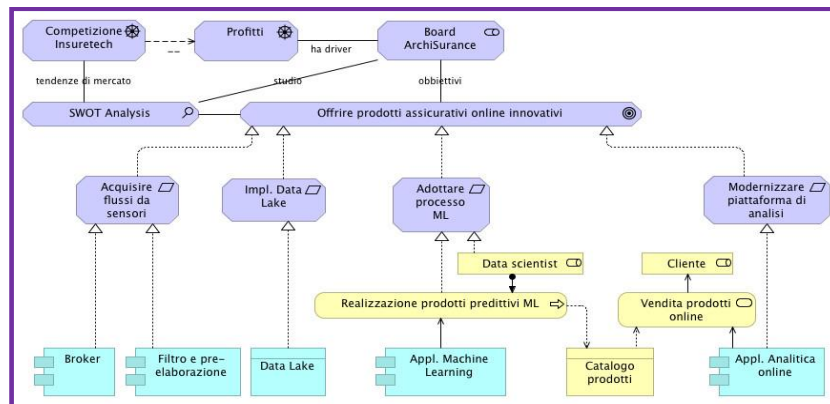 Competizione
Insuretech
Profitti
Board
ArchiSurance
__
ha driver
tendenze di mercato
studio
obbiettivi
SWOT Analysis
Offrire prodotti assicurativi online innovativi
Acquisire
flussi da
sensori
Impl. Data
Lake
Adottare
processo
ML
Modernizzare
piattaforma di
analisi
Data scientist
Cliente
Realizzazione prodotti predittivi ML
Vendita prodotti
online
Broker
Filtro e pre-
elaborazione
Data Lake
Appl. Machine
Learning
Catalogo
prodotti
Appl. Analitica
online